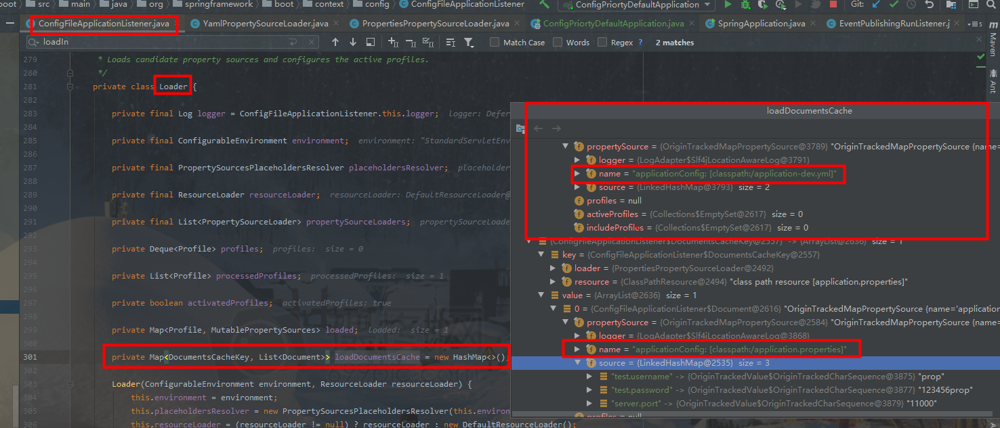 boot src main java org springframework boot context config ConfigFileApplicationListener ConfigPriortyDefaultApplication Git:
ConfigFileApplicationListener.java YamlPropertySourceLoader.java PropertiesPropertySourceLoader.java ConfigPriortyDefaultApplication.java SpringApplication.java EventPublishingRunListener.j
loadIn Match Case Words Regex ? 2 matches
Maven
Ant
279 * Loads candidate property sources and configures the active profiles.
280 */
281 private class Loader {
282
283 private final Log logger = ConfigFileApplicationListener.this.logger; logger: Defer
284
285 private final ConfigurableEnvironment environment; environment: "StandardServletEnv
286
287 private final PropertySourcesPlaceholdersResolver placeholdersResolver; placeholder
288
289 private final ResourceLoader resourceLoader; resourceLoader: DefaultResourceLoader@
290
291 private final List<PropertySourceLoader> propertySourceLoaders; propertySourceLoade
292
293 private Deque<Profile> profiles; profiles: size = 0
294
295 private List<Profile> processedProfiles; processedProfiles: size = 1
296
297 private boolean activatedProfiles; activatedProfiles: true
298
299 private Map<Profile, MutablePropertySources> loaded; loaded: size = 1
300
301 private Map<DocumentsCacheKey, List<Document>> loadDocumentsCache = new HashMap<>();
302
303 Loader(ConfigurableEnvironment environment, ResourceLoader resourceLoader) {
304 this.environment = environment;
305 this.placeholdersResolver = new PropertySourcesPlaceholdersResolver(this.environ
306 this.resourceLoader = (resourceLoader != null) ? resourceLoader : new DefaultResourceLoader();
loadDocumentsCache
propertySource = {OriginTrackedMapPropertySource@3789} "OriginTrackedMapPropertySource {name=
logger = {LogAdapter$Slf4jLocationAwareLog@3791}
name = "applicationConfig: [classpath:/application-dev.yml]"
source = {LinkedHashMap@3793} size = 2
profiles = null
activeProfiles = {Collections$EmptySet@2617} size = 0
includeProfiles = {Collections$EmptySet@2617} size = 0
{ConfigFileApplicationListener$DocumentsCacheKey@2557} -> {ArrayList@2636} size = 1
key = {ConfigFileApplicationListener$DocumentsCacheKey@2557}
loader = {PropertiesPropertySourceLoader@2492}
resource = {ClassPathResource@2494} "class path resource [application.properties]"
value = {ArrayList@2636} size = 1
0 = {ConfigFileApplicationListener$Document@2616} "OriginTrackedMapPropertySource {name='application
propertySource = {OriginTrackedMapPropertySource@2584} "OriginTrackedMapPropertySource {name=
logger = {LogAdapter$Slf4jLocationAwareLog@3868}
name = "applicationConfig: [classpath:/application.properties]"
source = {LinkedHashMap@2535} size = 3
"test.username" -> {OriginTrackedValue$OriginTrackedCharSequence@3875} "prop"
"test.password" -> {OriginTrackedValue$OriginTrackedCharSequence@3877} "123456prop"
"server.port" -> {OriginTrackedValue$OriginTrackedCharSequence@3879} "11000"
profiles = null